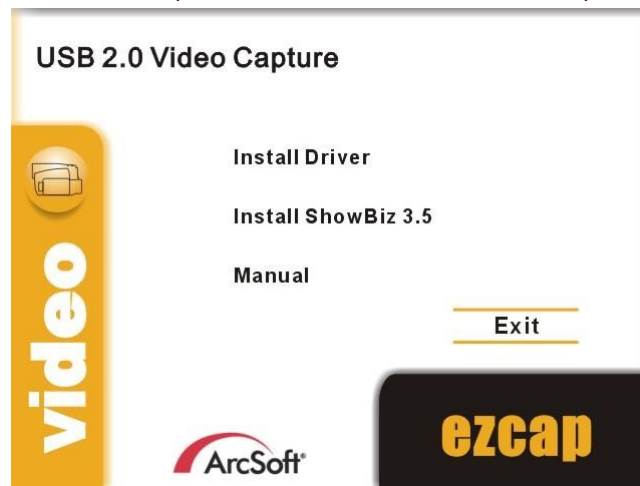 USB 2.0 Video Capture
Install Driver
Install ShowBiz 3.5
Manual
Exit
video
ArcSoft®
ezcap